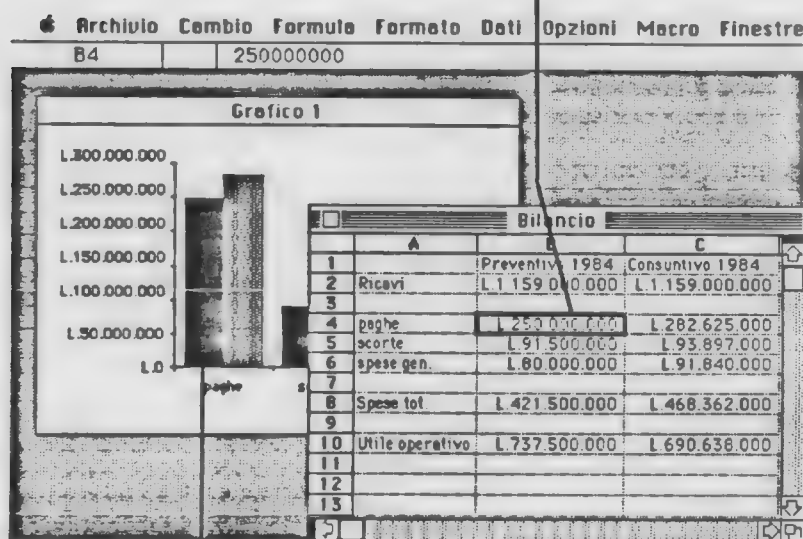 Archivio Cambio Formula Formato Dati Opzioni Macro Finestre
B4 250000000
Grafico 1
L.300.000.000
L.250.000.000
L.200.000.000
L.150.000.000
L.100.000.000
L.50.000.000
L.0
paghe s
Bilancio
A B C
1 Preventivo 1984 Consuntivo 1984
2 Ricavi L.1.159.000.000 L.1.159.000.000
3
4 paghe L.250.000.000 L.282.625.000
5 scorte L.91.500.000 L.93.897.000
6 spese gen. L.80.000.000 L.91.840.000
7
8 Spese tot. L.421.500.000 L.468.362.000
9
10 Utile operativo L.737.500.000 L.690.638.000
11
12
13